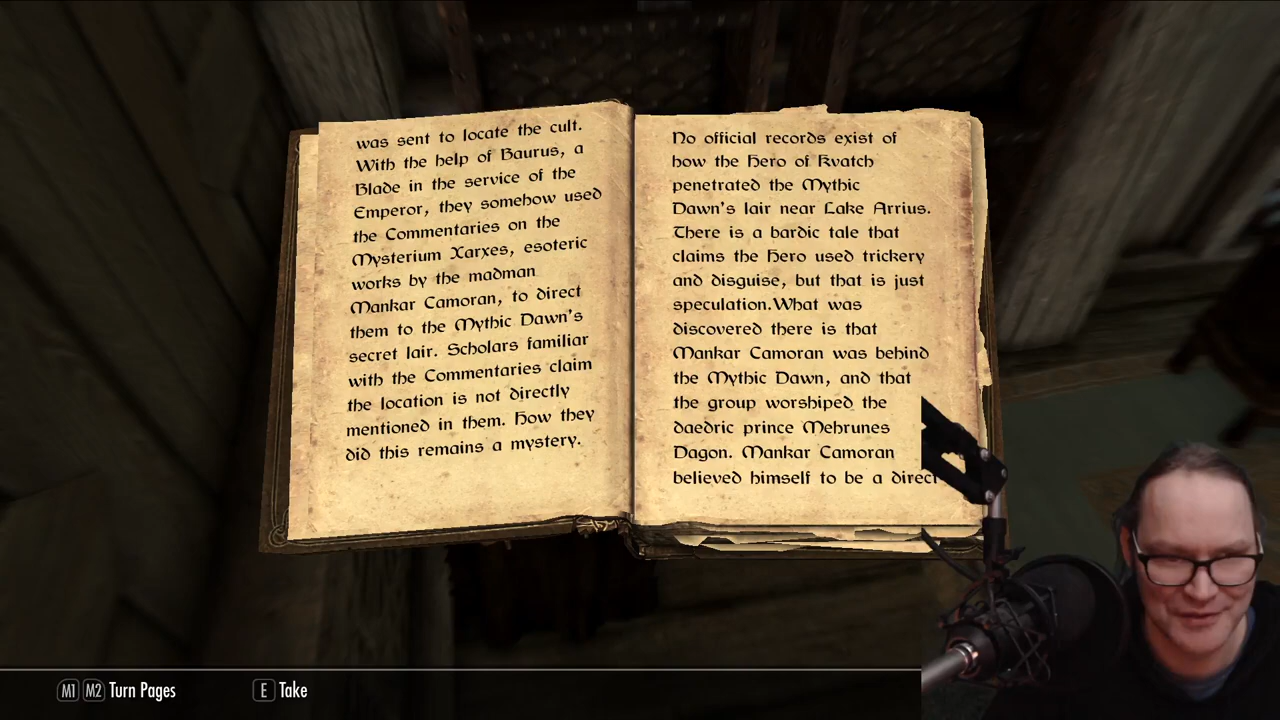 was sent to locate the cult.
With the help of Baurus, a
Blade in the service of the
Emperor, they somehow used
the Commentaries on the
Mysterium Xarxes, esoteric
works by the madman
Mankar Camoran, to direct
them to the Mythic Dawn's
secret lair. Scholars familiar
with the Commentaries claim
the location is not directly
mentioned in them. How they
did this remains a mystery.
No official records exist of
how the Hero of Kvatch
penetrated the Mythic
Dawn's lair near Lake Arrius.
There is a bardic tale that
claims the Hero used trickery
and disguise, but that is just
speculation.What was
discovered there is that
Mankar Camoran was behind
the Mythic Dawn, and that
the group worshiped the
daedric prince Mehrunes
Dagon. Mankar Camoran
believed himself to be a direct
M1 M2 Turn Pages E Take